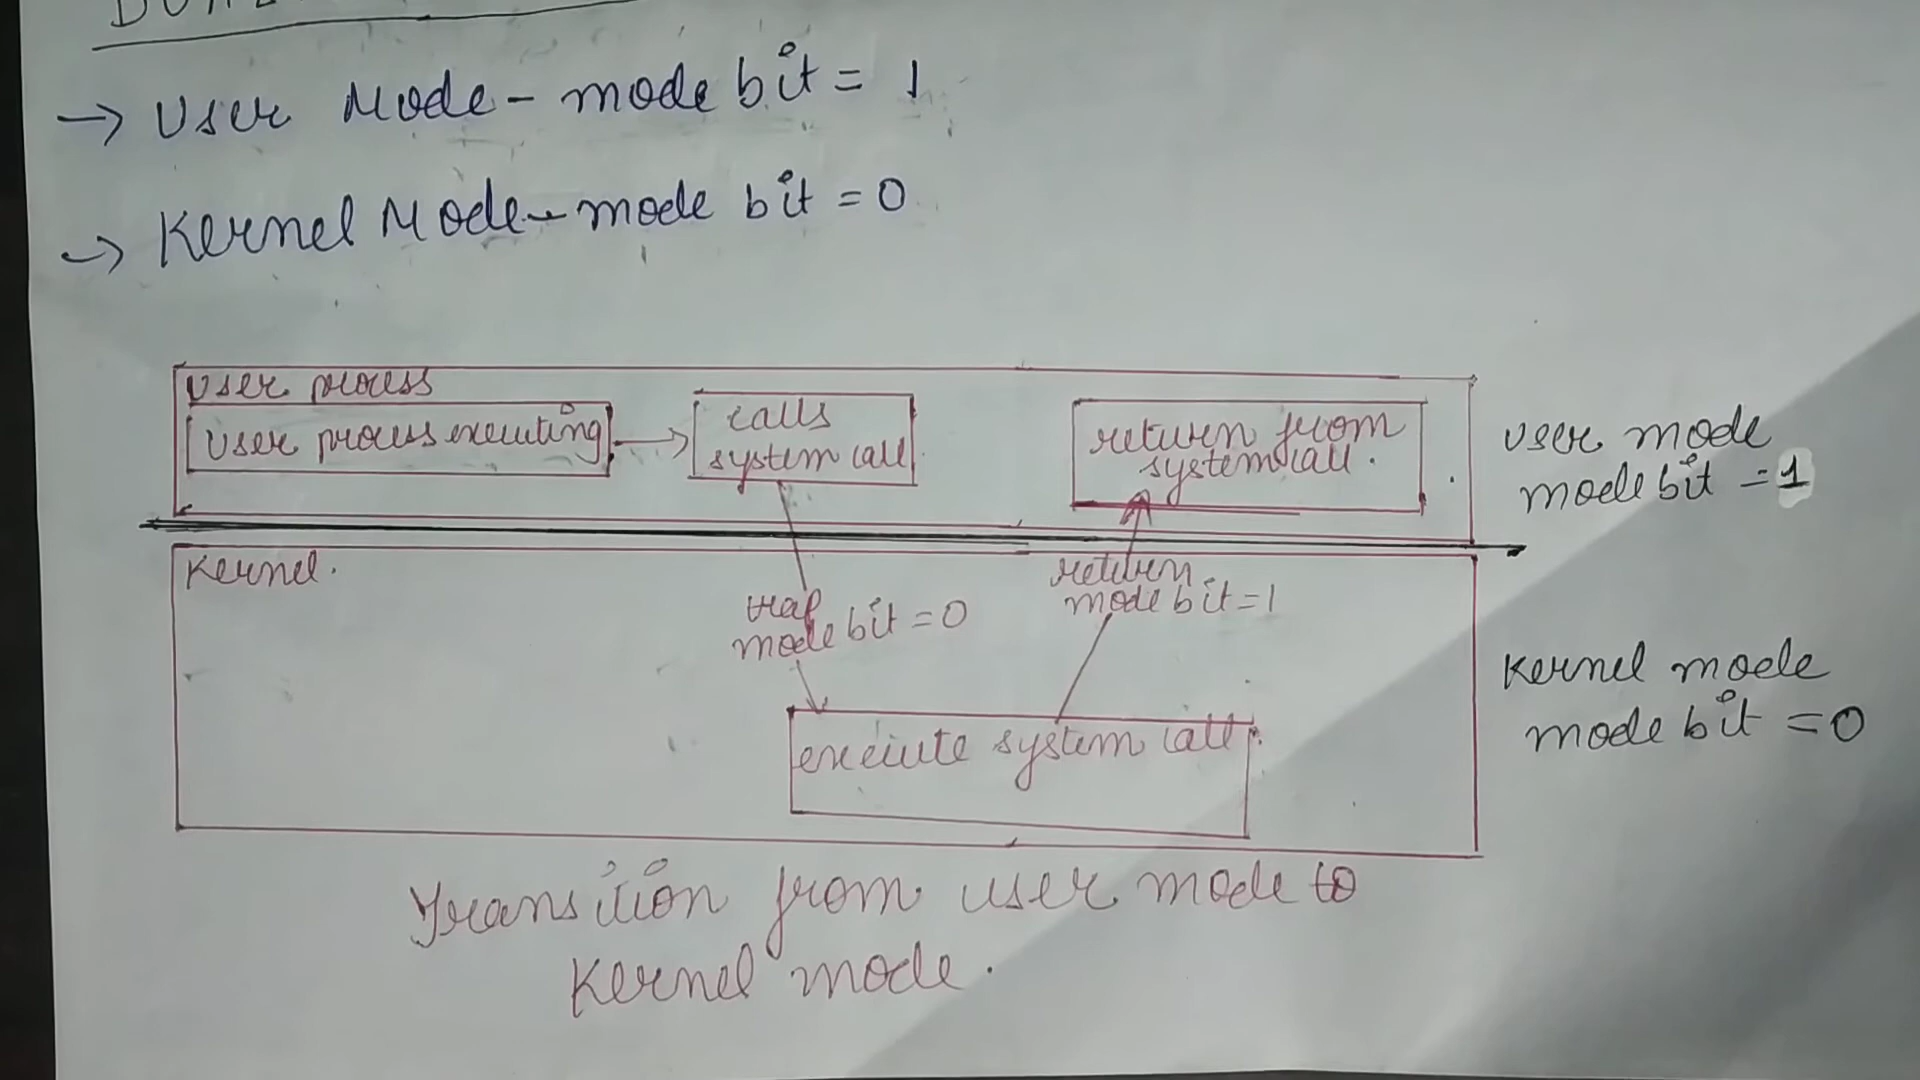 → User Mode - mode bit = 1
→ Kernel Mode - mode bit = 0
User process
User process executing
calls
system call
return from
system call.
user mode
mode bit = 1
Kernel.
trap
mode bit = 0
return
mode bit = 1
execute system call.
Kernel mode
mode bit = 0
Transition from user mode to
Kernel mode.